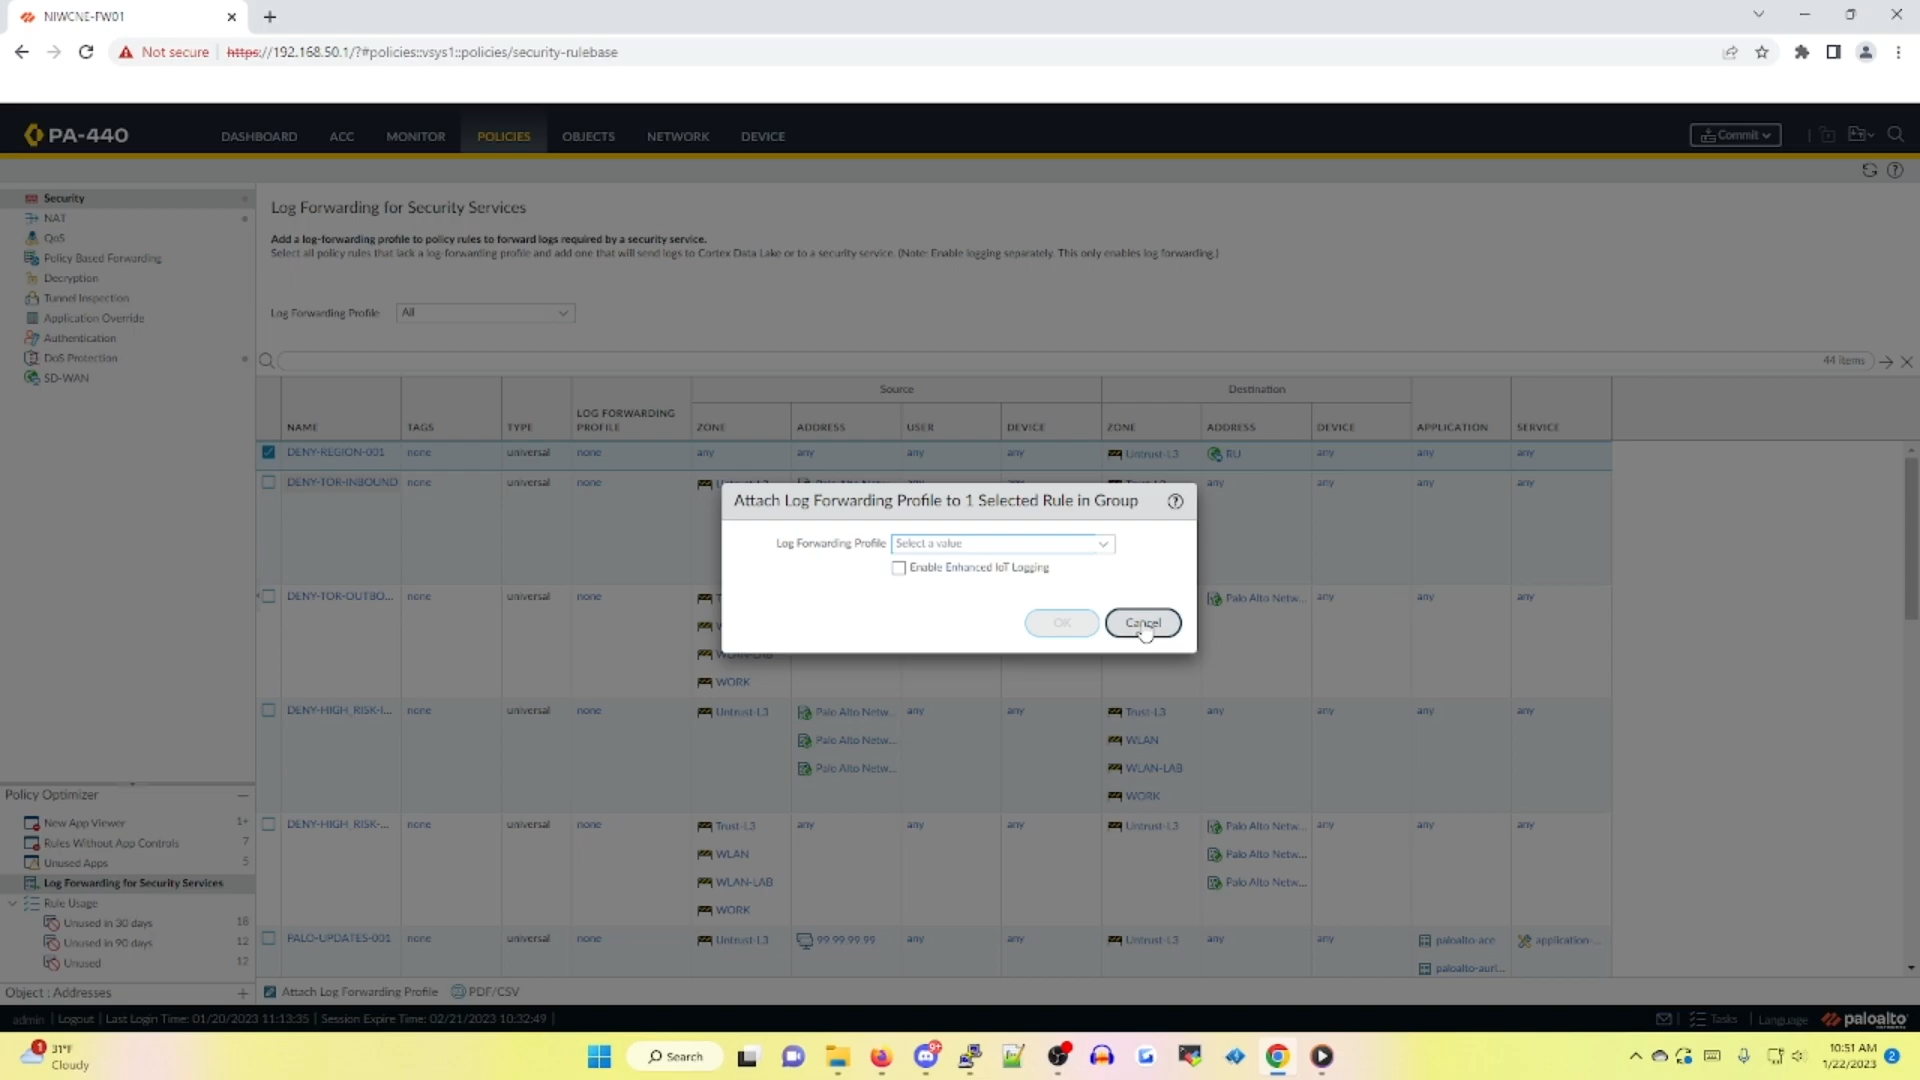 NIWCNE-FW01
Not secure https://192.168.50.1/?#policies::vsys1::policies/security-rulebase
PA-440 DASHBOARD ACC MONITOR POLICIES OBJECTS NETWORK DEVICE Commit
Security
NAT
QoS
Policy Based Forwarding
Decryption
Tunnel Inspection
Application Override
Authentication
DoS Protection
SD-WAN
Log Forwarding for Security Services
Add a log-forwarding profile to policy rules to forward logs required by a security service.
Select all policy rules that lack a log-forwarding profile and add one that will send logs to Cortex Data Lake or to a security service. (Note: Enable logging separately. This only enables log forwarding.)
Log Forwarding Profile All
44 items
Source Destination
NAME TAGS TYPE LOG FORWARDING PROFILE ZONE ADDRESS USER DEVICE ZONE ADDRESS DEVICE APPLICATION SERVICE
DENY-REGION-001 none universal none any any any any Untrust-L3 RU any any any
DENY-TOR-INBOUND none universal none any any any any
Attach Log Forwarding Profile to 1 Selected Rule in Group
Log Forwarding Profile Select a value
Enable Enhanced IoT Logging
OK Cancel
DENY-TOR-OUTBO... none universal none Palo Alto Netw... any any any
WORK
DENY-HIGH_RISK-I... none universal none Untrust-L3 Palo Alto Netw... any any Trust-L3 any any any any
Palo Alto Netw... WLAN
Palo Alto Netw... WLAN-LAB
WORK
DENY-HIGH_RISK-... none universal none Trust-L3 any any any Untrust-L3 Palo Alto Netw... any any any
WLAN Palo Alto Netw...
WLAN-LAB Palo Alto Netw...
WORK
PALO-UPDATES-001 none universal none Untrust-L3 99.99.99.99 any any Untrust-L3 any any paloalto-ace application-...
paloalto-auri...
Policy Optimizer
New App Viewer 1+
Rules Without App Controls 7
Unused Apps 5
Log Forwarding for Security Services
Rule Usage
Unused in 30 days 18
Unused in 90 days 12
Unused 12
Object : Addresses
Attach Log Forwarding Profile PDF/CSV
admin | Logout | Last Login Time: 01/20/2023 11:13:35 | Session Expire Time: 02/21/2023 10:32:49 |
Tasks | Language paloalto
1 31°F
Cloudy
Search
9+
10:51 AM
1/22/2023
2